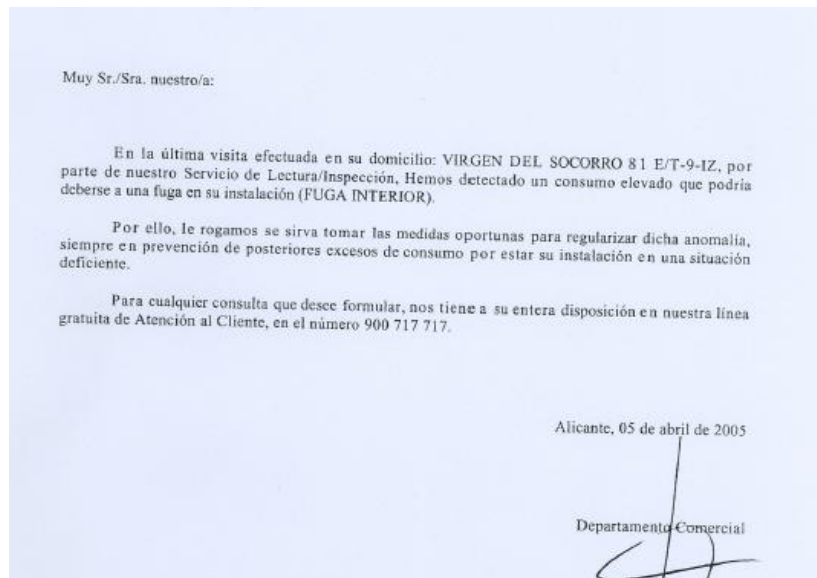 Muy Sr./Sra. nuestro/a:
En la última visita efectuada en su domicilio: VIRGEN DEL SOCORRO 81 E/T-9-IZ, por
parte de nuestro Servicio de Lectura/Inspección, Hemos detectado un consumo elevado que podría
deberse a una fuga en su instalación (FUGA INTERIOR).
Por ello, le rogamos se sirva tomar las medidas oportunas para regularizar dicha anomalía,
siempre en prevención de posteriores excesos de consumo por estar su instalación en una situación
deficiente.
Para cualquier consulta que desee formular, nos tiene a su entera disposición en nuestra línea
gratuita de Atención al Cliente, en el número 900 717 717.
Alicante, 05 de abril de 2005
Departamento Comercial